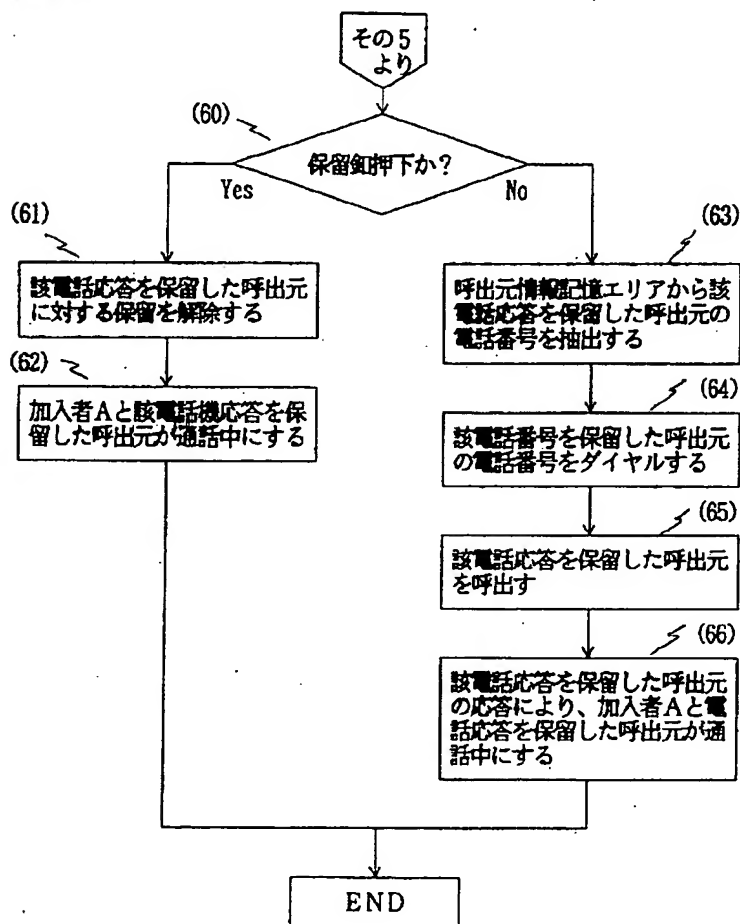 その5
より
(60)
保留釦押下か?
Yes
No
(61)
該電話応答を保留した呼出元
に対する保留を解除する
(62)
加入者Aと該電話機応答を保
留した呼出元が通話中にする
(63)
呼出元情報記憶エリアから該
電話応答を保留した呼出元の
電話番号を抽出する
(64)
該電話番号を保留した呼出元
の電話番号をダイヤルする
(65)
該電話応答を保留した呼出元
を呼出す
(66)
該電話応答を保留した呼出元
の応答により、加入者Aと電
話応答を保留した呼出元が通
話中にする
END